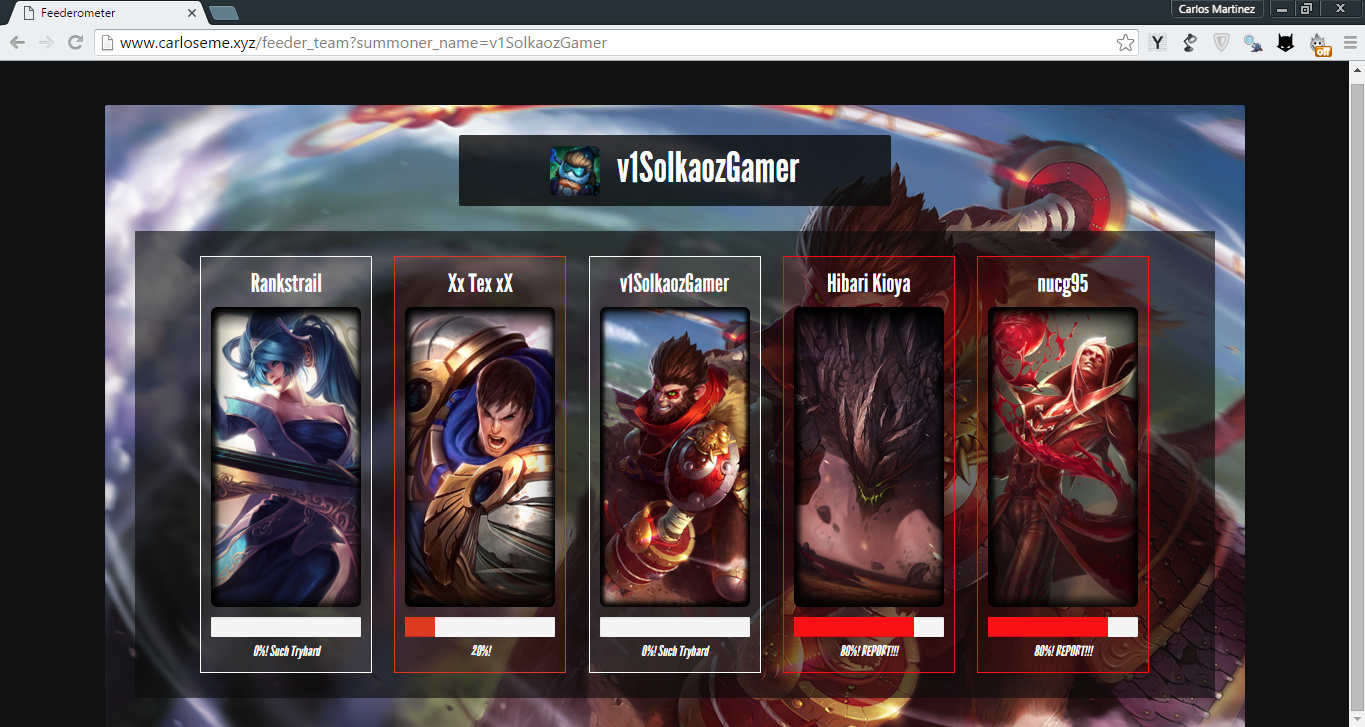 Feederometer
Carlos Martinez
www.carloseme.xyz/feeder_team?summoner_name=v1SolkaozGamer
Y
off
v1SolkaozGamer
Rankstrail
Xx Tex xX
v1SolkaozGamer
Hibari Kioya
nucg95
0%! Such Tryhard
20%!
0%! Such Tryhard
80%! REPORT!!!
80%! REPORT!!!